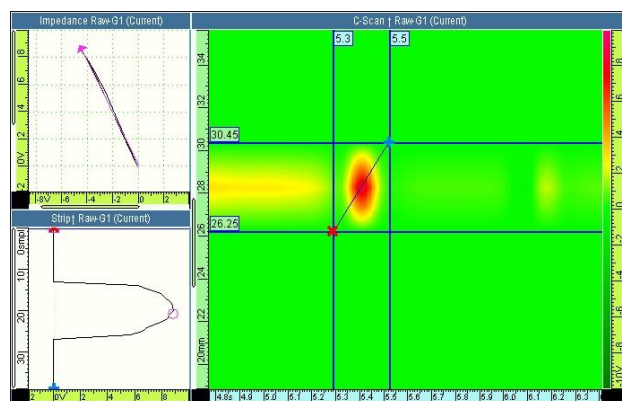 Impedance Raw-G1 (Current)
C-Scan † Raw-G1 (Current)
8
6
4
2
0V
2
-8V -6 -4 -2 0 2
Strip† Raw-G1 (Current)
0smpl
10
20
30
2 0V 2 4 6 8
5.3
5.5
30.45
26.25
34
32
30
28
26
24
22
20mm
4.8s 4.9 5.0 5.1 5.2 5.3 5.4 5.5 5.6 5.7 5.8 5.9 6.0 6.1 6.2 6.3
10
8
6
4
2
0
-2
-4
-6
-8
-10V